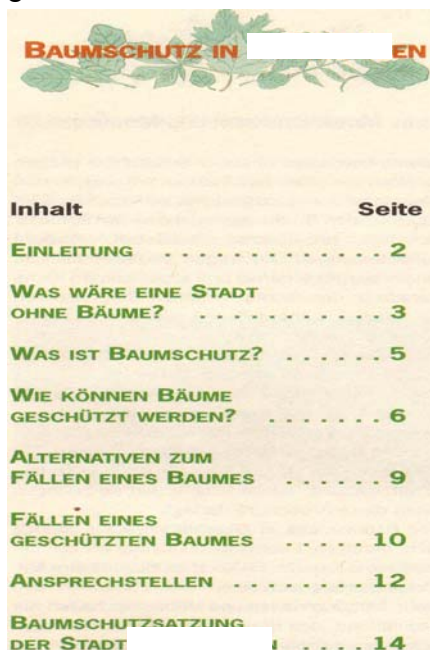 BAUMSCHUTZ IN EN
Inhalt Seite
EINLEITUNG . . . . . . . . . . . . . 2
WAS WÄRE EINE STADT
OHNE BÄUME? . . . . . . . . . . . 3
WAS IST BAUMSCHUTZ? . . . . . . 5
WIE KÖNNEN BÄUME
GESCHÜTZT WERDEN? . . . . . . . 6
ALTERNATIVEN ZUM
FÄLLEN EINES BAUMES . . . . . . 9
FÄLLEN EINES
GESCHÜTZTEN BAUMES . . . . . 10
ANSPRECHSTELLEN . . . . . . . . 12
BAUMSCHUTZSATZUNG
DER STADT N . . . . 14